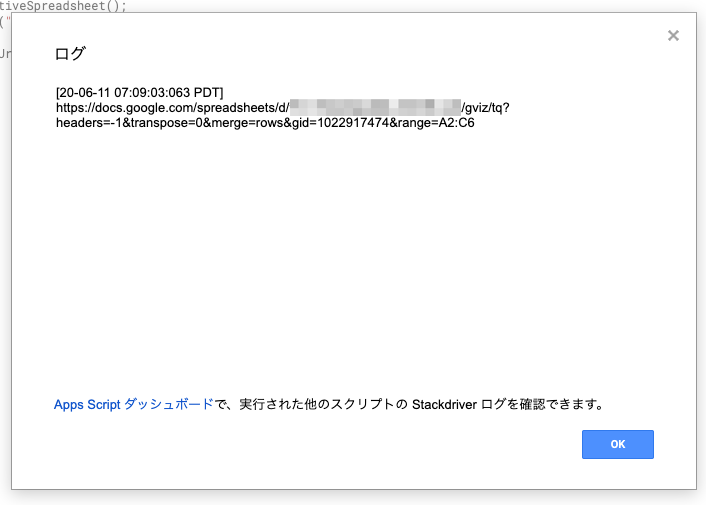 tiveSpreadsheet();
("
Ur
ログ
[20-06-11 07:09:03:063 PDT]
https://docs.google.com/spreadsheets/d/ /gviz/tq?
headers=-1&transpose=0&merge=rows&gid=1022917474&range=A2:C6
Apps Script ダッシュボードで、実行された他のスクリプトの Stackdriver ログを確認できます。
OK